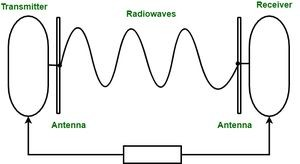 Transmitter
Radiowaves
Receiver
Antenna
Antenna